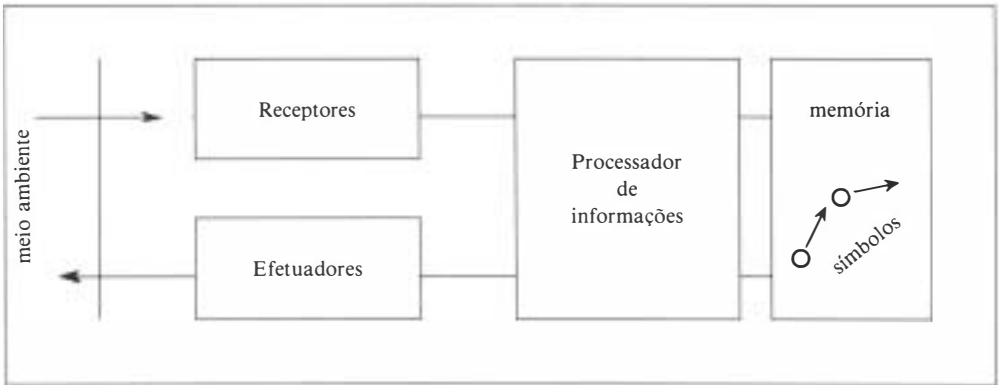 meio ambiente
Receptores
Efetuadores
Processador
de
informações
memória
símbolos